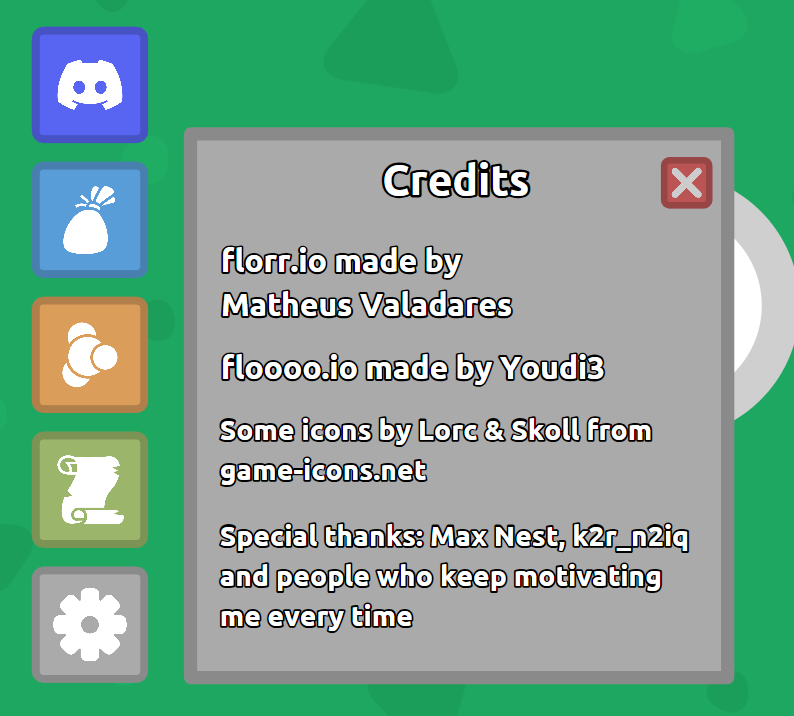 Credits
florr.io made by
Matheus Valadares
floooo.io made by Youdi3
Some icons by Lorc & Skoll from
game-icons.net
Special thanks: Max Nest, k2r_n2iq
and people who keep motivating
me every time